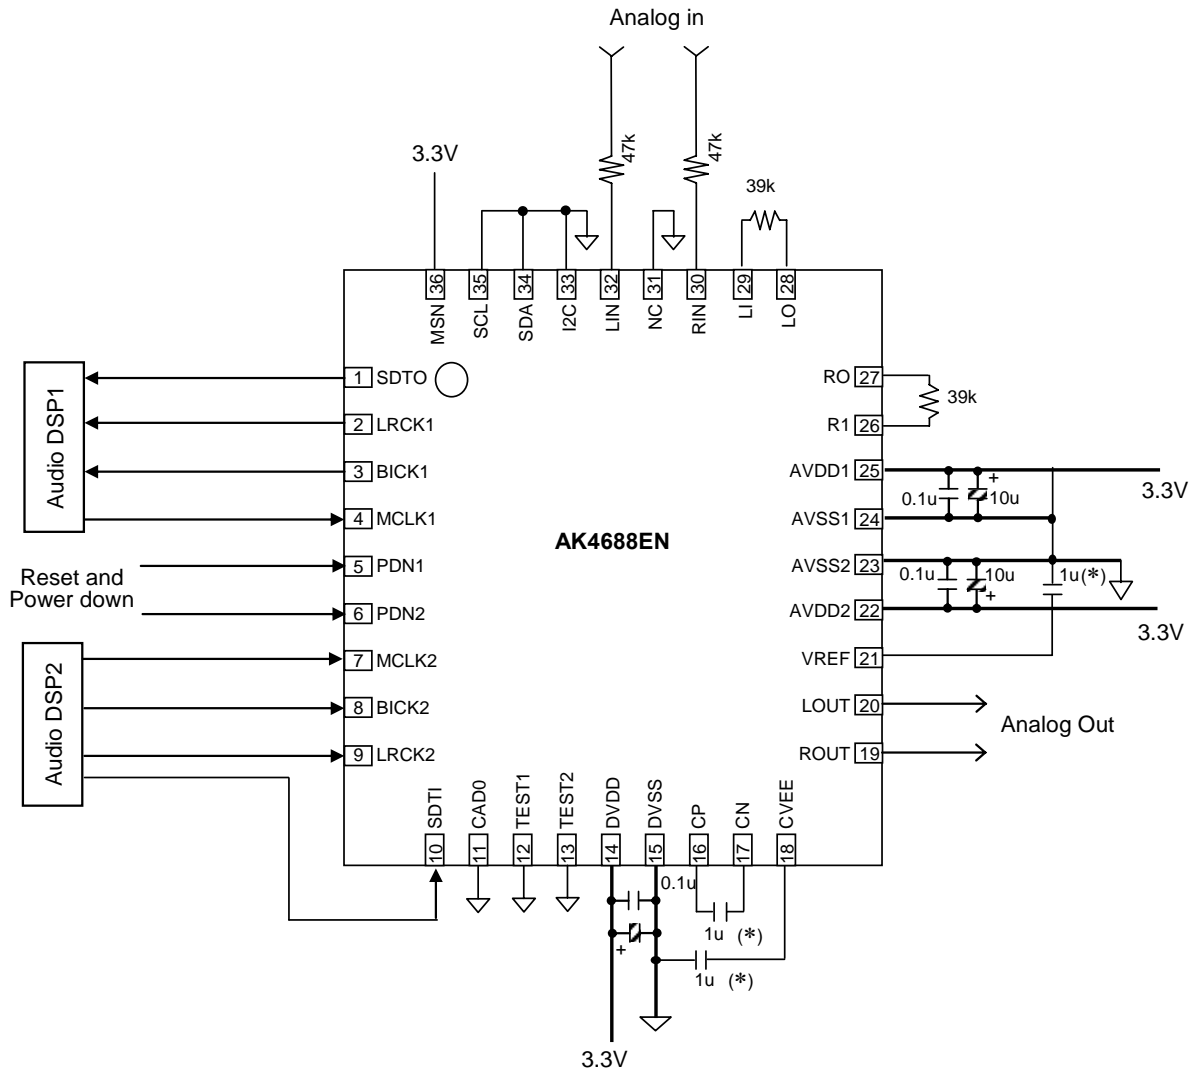 Analog in
3.3V
47k
47k
39k
36
35
34
33
32
31
30
29
28
MSN
SCL
SDA
I2C
LIN
NC
RIN
LI
LO
Audio DSP1
1 SDTO
2 LRCK1
3 BICK1
4 MCLK1
Reset and
Power down
5 PDN1
6 PDN2
Audio DSP2
7 MCLK2
8 BICK2
9 LRCK2
AK4688EN
RO 27
39k
R1 26
AVDD1 25
3.3V
0.1u
+
10u
AVSS1 24
AVSS2 23
0.1u
10u
+
1u(*)
AVDD2 22
3.3V
VREF 21
LOUT 20
Analog Out
ROUT 19
SDTI
CAD0
TEST1
TEST2
DVDD
DVSS
CP
CN
CVEE
10
11
12
13
14
15
16
17
18
0.1u
+
1u (*)
1u (*)
3.3V